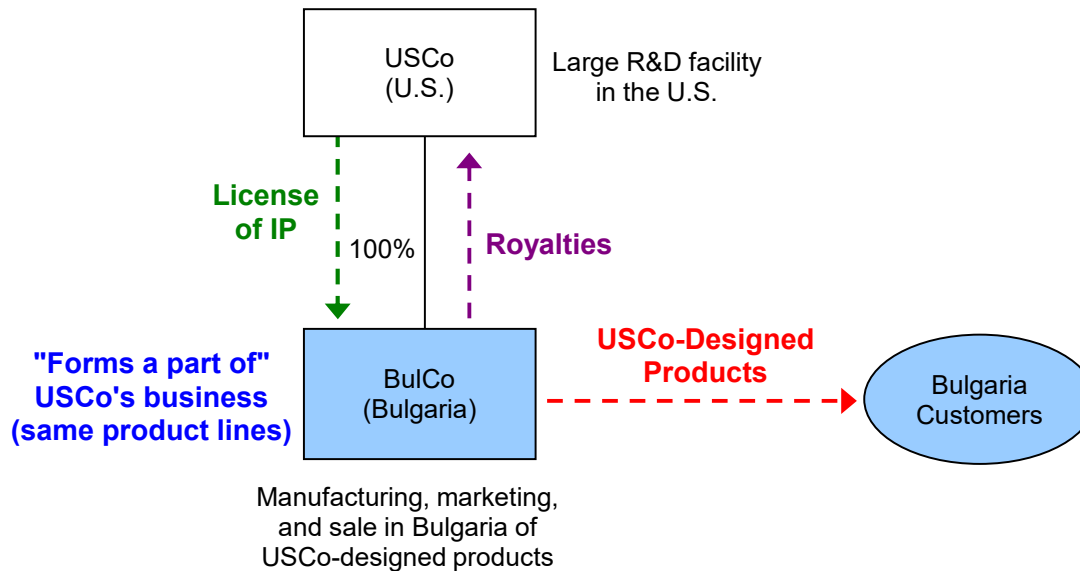 USCo
(U.S.)
Large R&D facility
in the U.S.
License
of IP
100%
Royalties
"Forms a part of"
USCo's business
(same product lines)
BulCo
(Bulgaria)
USCo-Designed
Products
Bulgaria
Customers
Manufacturing, marketing,
and sale in Bulgaria of
USCo-designed products